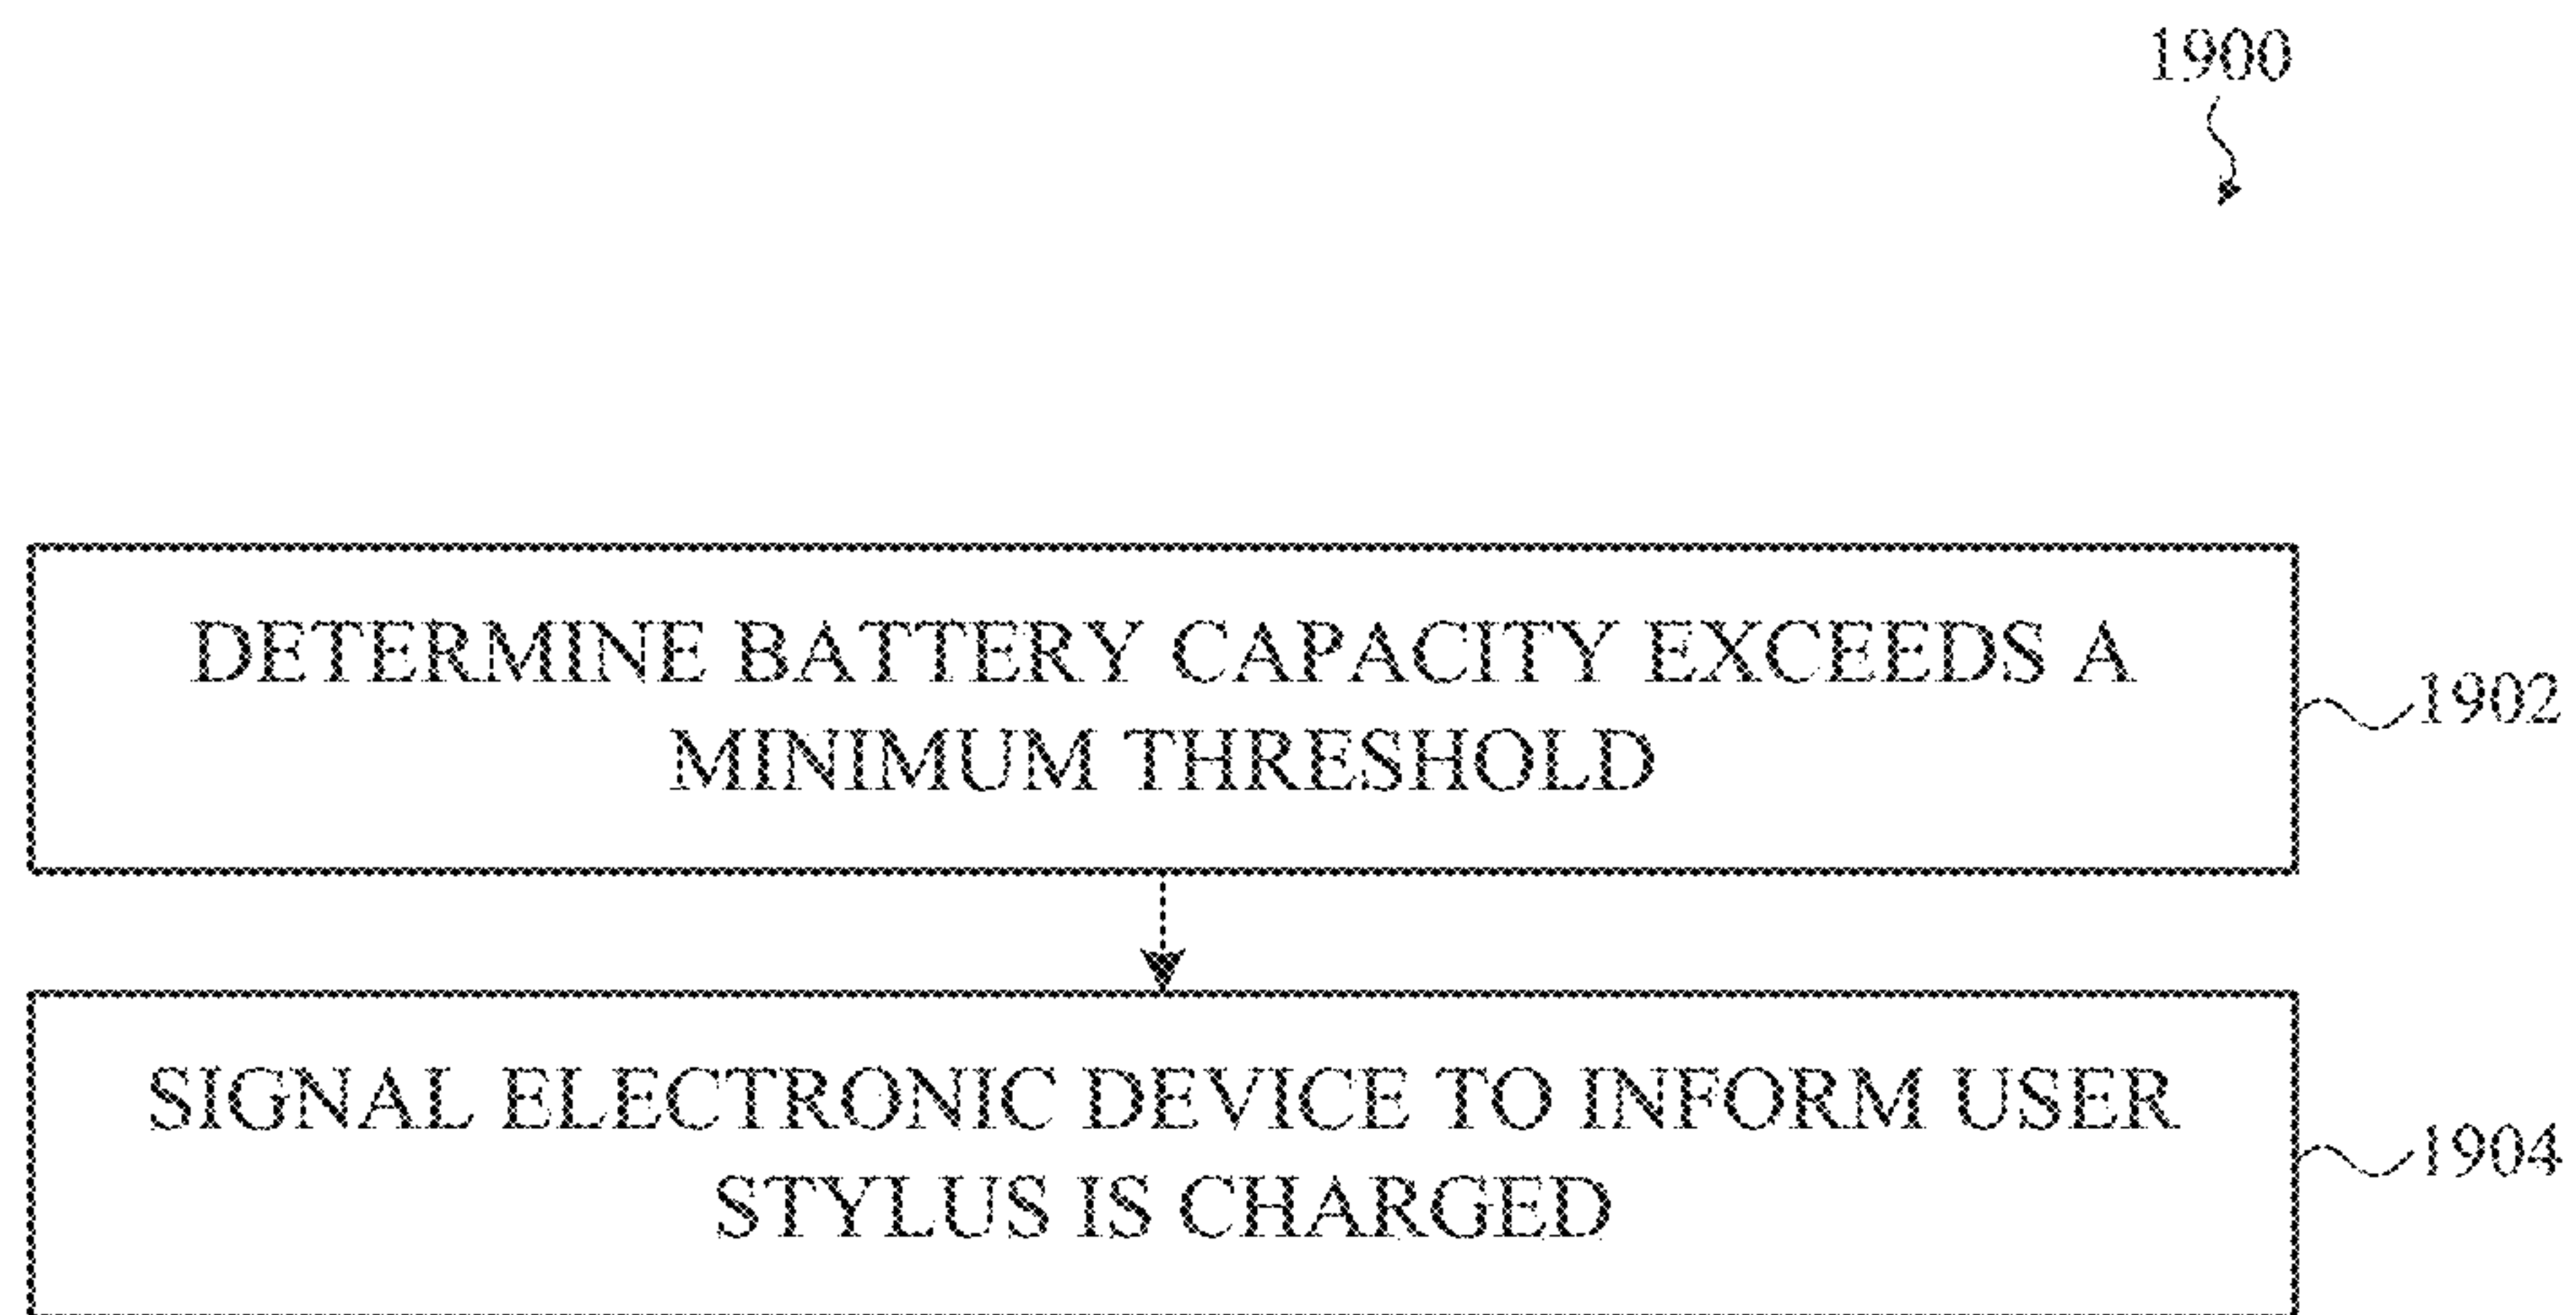 1900
DETERMINE BATTERY CAPACITY EXCEEDS A
MINIMUM THRESHOLD
1902
SIGNAL ELECTRONIC DEVICE TO INFORM USER
STYLUS IS CHARGED
1904